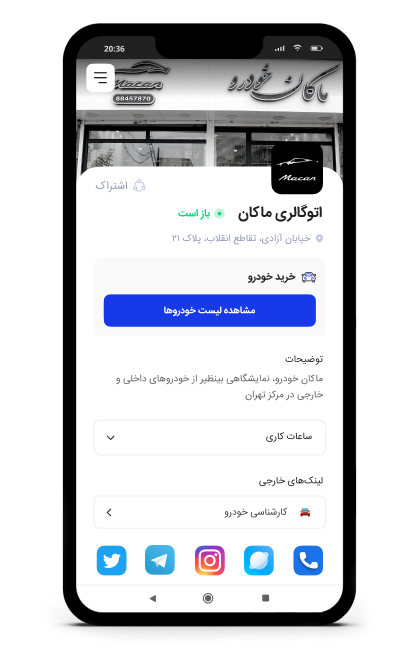 20:36
Macan
88457870
ماکان خودرو
Macan
اشتراک
اتوگالری ماکان
باز است
خیابان آزادی، تقاطع انقلاب، پلاک ۲۱
خرید خودرو
مشاهده لیست خودروها
توضیحات
ماکان خودرو، نمایشگاهی بینظیر از خودروهای داخلی و
خارجی در مرکز تهران
ساعات کاری
لینک‌های خارجی
کارشناسی خودرو